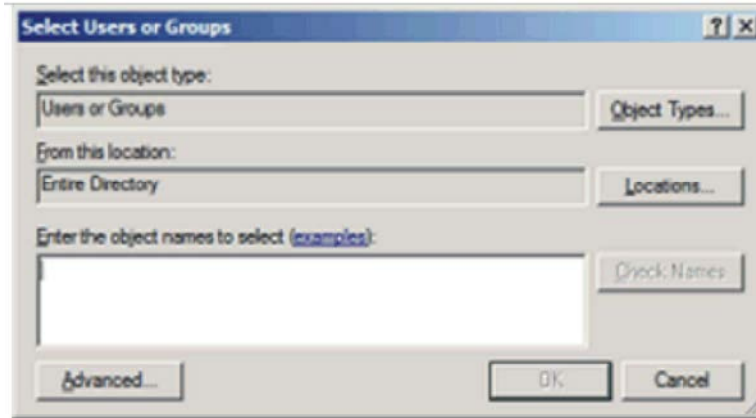 Select Users or Groups
Select this object type:
Users or Groups
Object Types...
From this location:
Entire Directory
Locations...
Enter the object names to select (examples):
Check Names
Advanced...
OK
Cancel